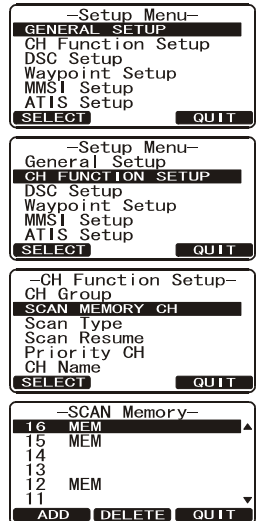 —Setup Menu—
GENERAL SETUP
CH Function Setup
DSC Setup
Waypoint Setup
MMSI Setup
ATIS Setup
SELECT QUIT
—Setup Menu—
General Setup
CH FUNCTION SETUP
DSC Setup
Waypoint Setup
MMSI Setup
ATIS Setup
SELECT QUIT
—CH Function Setup—
CH Group
SCAN MEMORY CH
Scan Type
Scan Resume
Priority CH
CH Name
SELECT QUIT
—SCAN Memory—
16 MEM
15 MEM
14
13
12 MEM
11
ADD DELETE QUIT